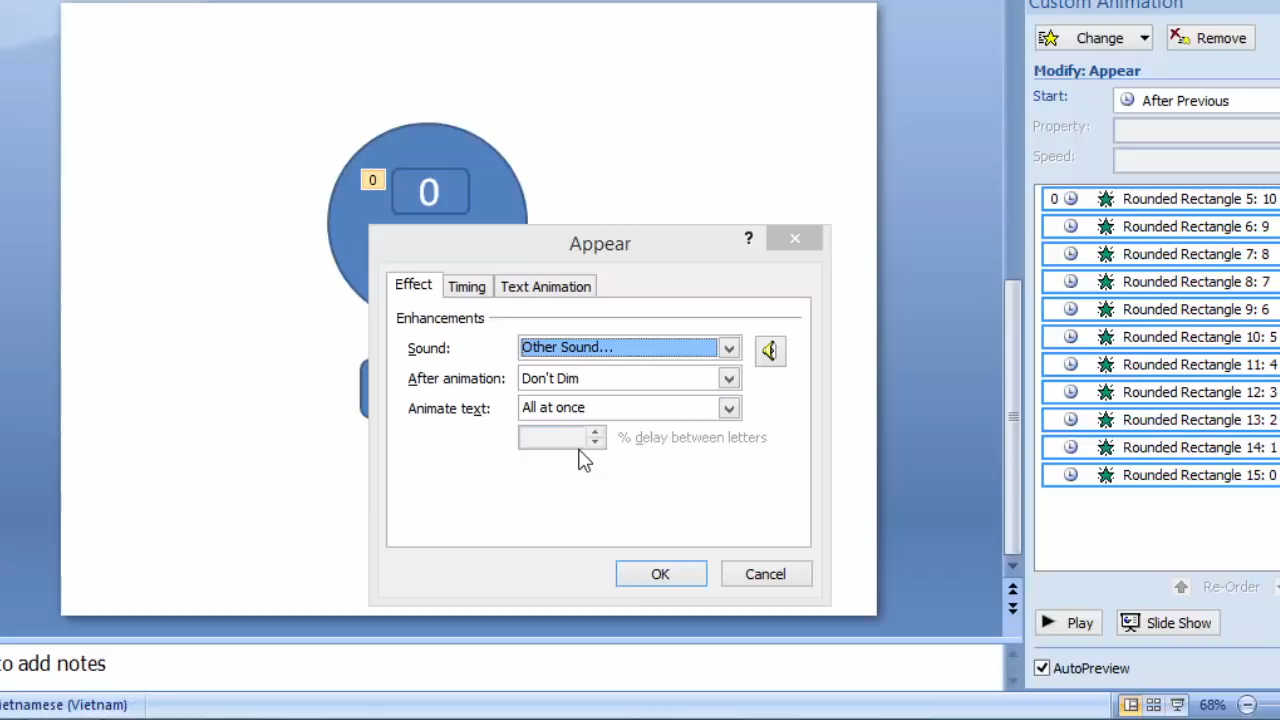 Custom Animation
Change
Remove
Modify: Appear
Start:
After Previous
Property:
Speed:
0
0
0
Rounded Rectangle 5: 10
Rounded Rectangle 6: 9
Rounded Rectangle 7: 8
Rounded Rectangle 8: 7
Rounded Rectangle 9: 6
Rounded Rectangle 10: 5
Rounded Rectangle 11: 4
Rounded Rectangle 12: 3
Rounded Rectangle 13: 2
Rounded Rectangle 14: 1
Rounded Rectangle 15: 0
Appear
?
Effect
Timing
Text Animation
Enhancements
Sound:
Other Sound...
After animation:
Don't Dim
Animate text:
All at once
% delay between letters
OK
Cancel
Re-Order
Play
Slide Show
AutoPreview
to add notes
ietnamese (Vietnam)
68%